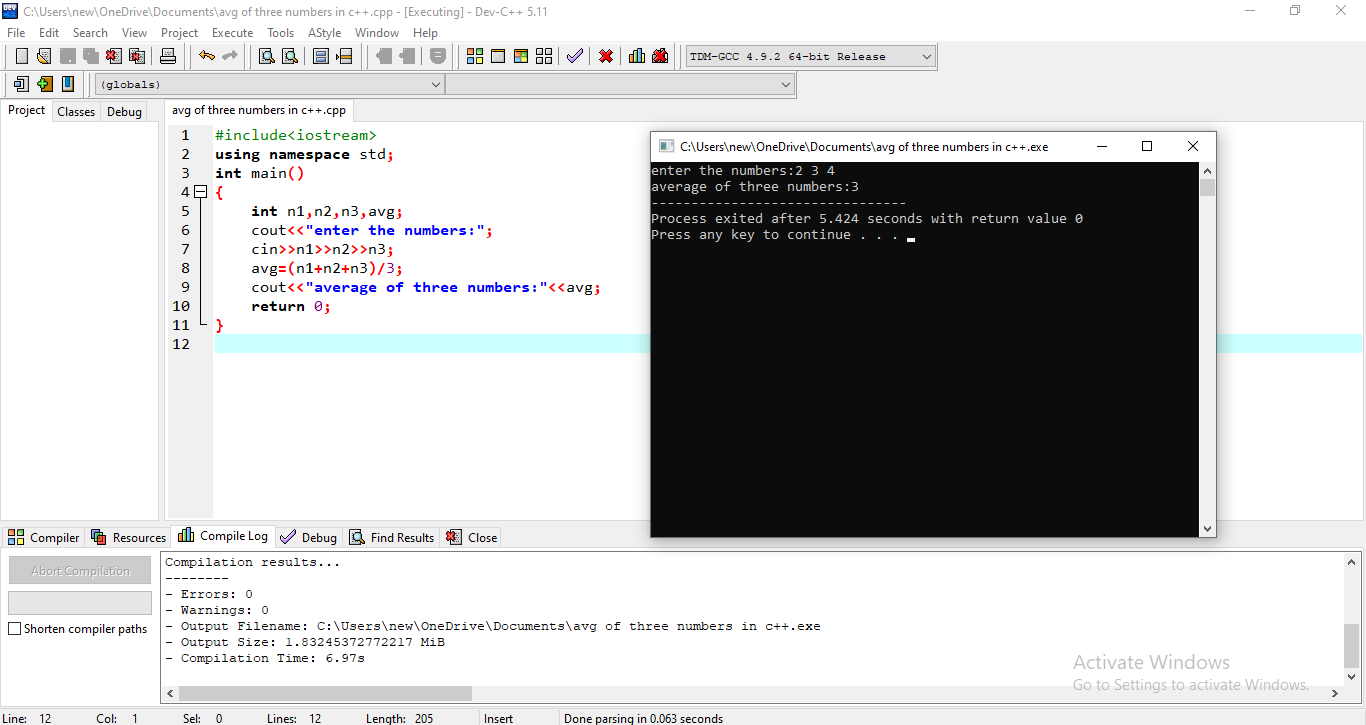 C:\Users\new\OneDrive\Documents\avg of three numbers in c++.cpp - [Executing] - Dev-C++ 5.11
File Edit Search View Project Execute Tools AStyle Window Help
TDM-GCC 4.9.2 64-bit Release
(globals)
Project Classes Debug
avg of three numbers in c++.cpp
1 #include<iostream>
2 using namespace std;
3 int main()
4 {
5 int n1,n2,n3,avg;
6 cout<<"enter the numbers:";
7 cin>>n1>>n2>>n3;
8 avg=(n1+n2+n3)/3;
9 cout<<"average of three numbers:"<<avg;
10 return 0;
11 }
12
C:\Users\new\OneDrive\Documents\avg of three numbers in c++.exe
enter the numbers:2 3 4
average of three numbers:3
--------------------------------
Process exited after 5.424 seconds with return value 0
Press any key to continue . . .
Compiler Resources Compile Log Debug Find Results Close
Abort Compilation
Shorten compiler paths
Compilation results...
--------
- Errors: 0
- Warnings: 0
- Output Filename: C:\Users\new\OneDrive\Documents\avg of three numbers in c++.exe
- Output Size: 1.83245372772217 MiB
- Compilation Time: 6.97s
Activate Windows
Go to Settings to activate Windows.
Line: 12 Col: 1 Sel: 0 Lines: 12 Length: 205 Insert Done parsing in 0.063 seconds